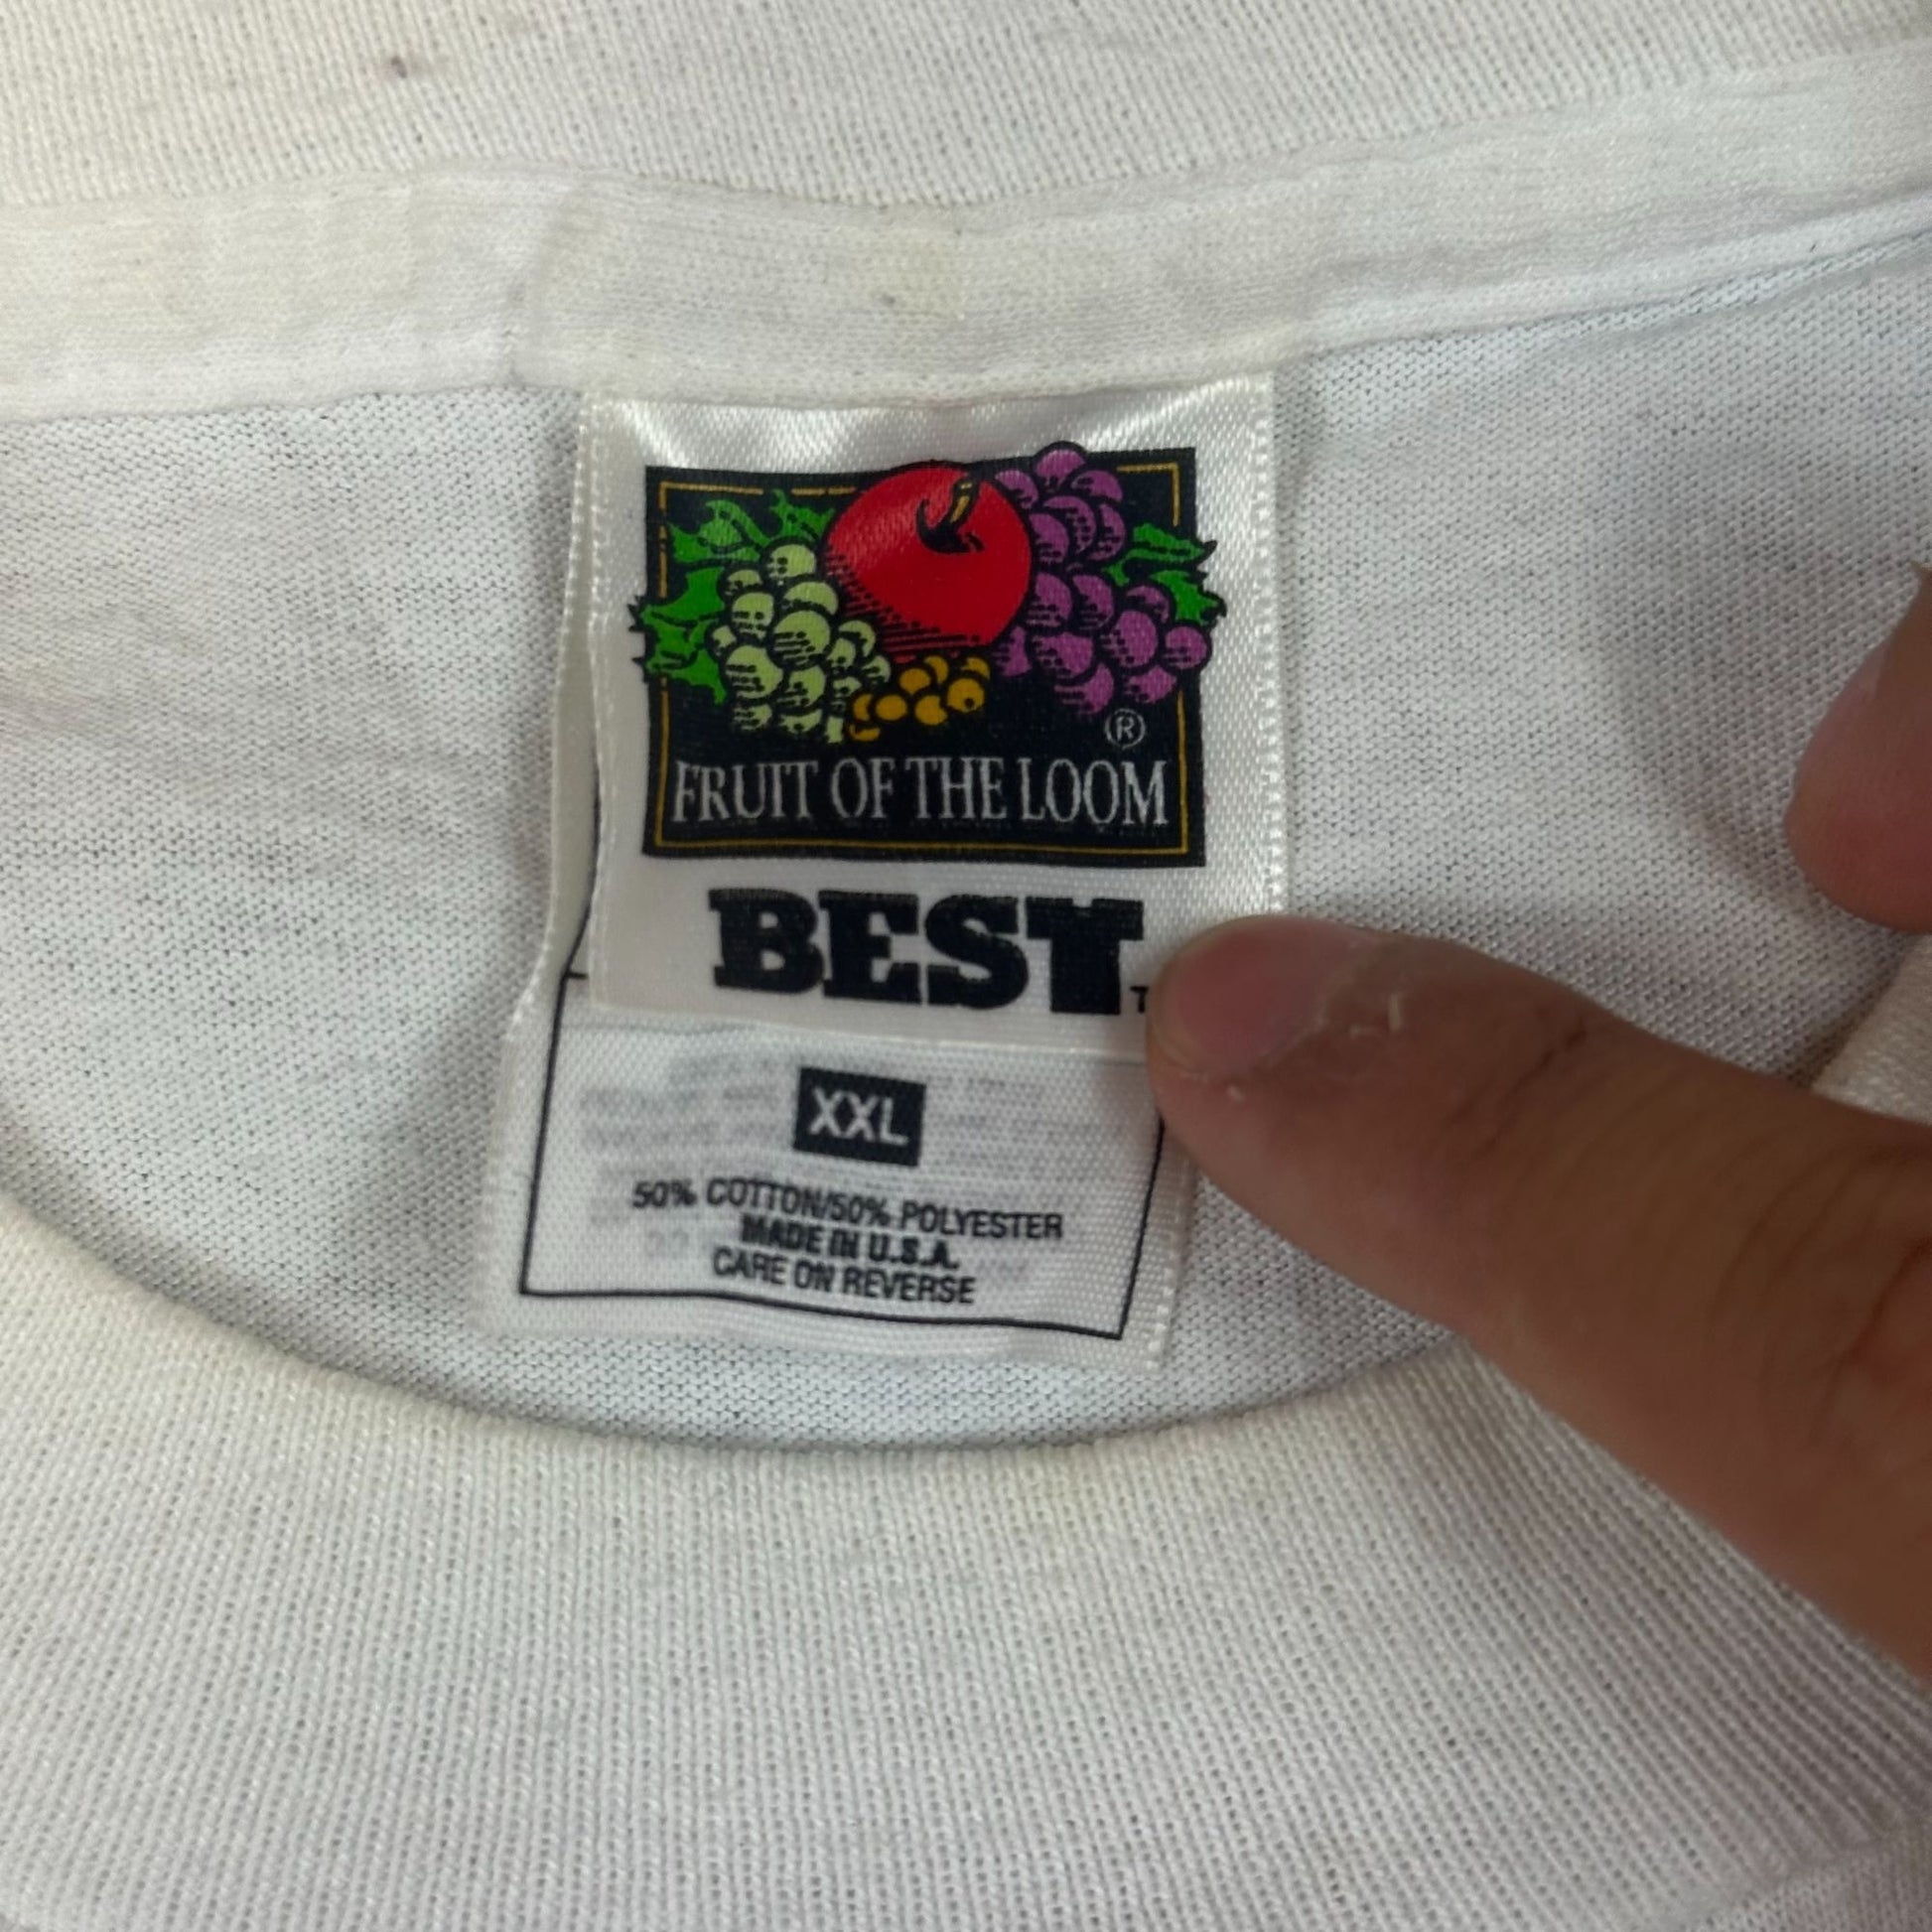 ®
FRUIT OF THE LOOM
BEST
XXL
50% COTTON/50% POLYESTER
MADE IN U.S.A.
CARE ON REVERSE